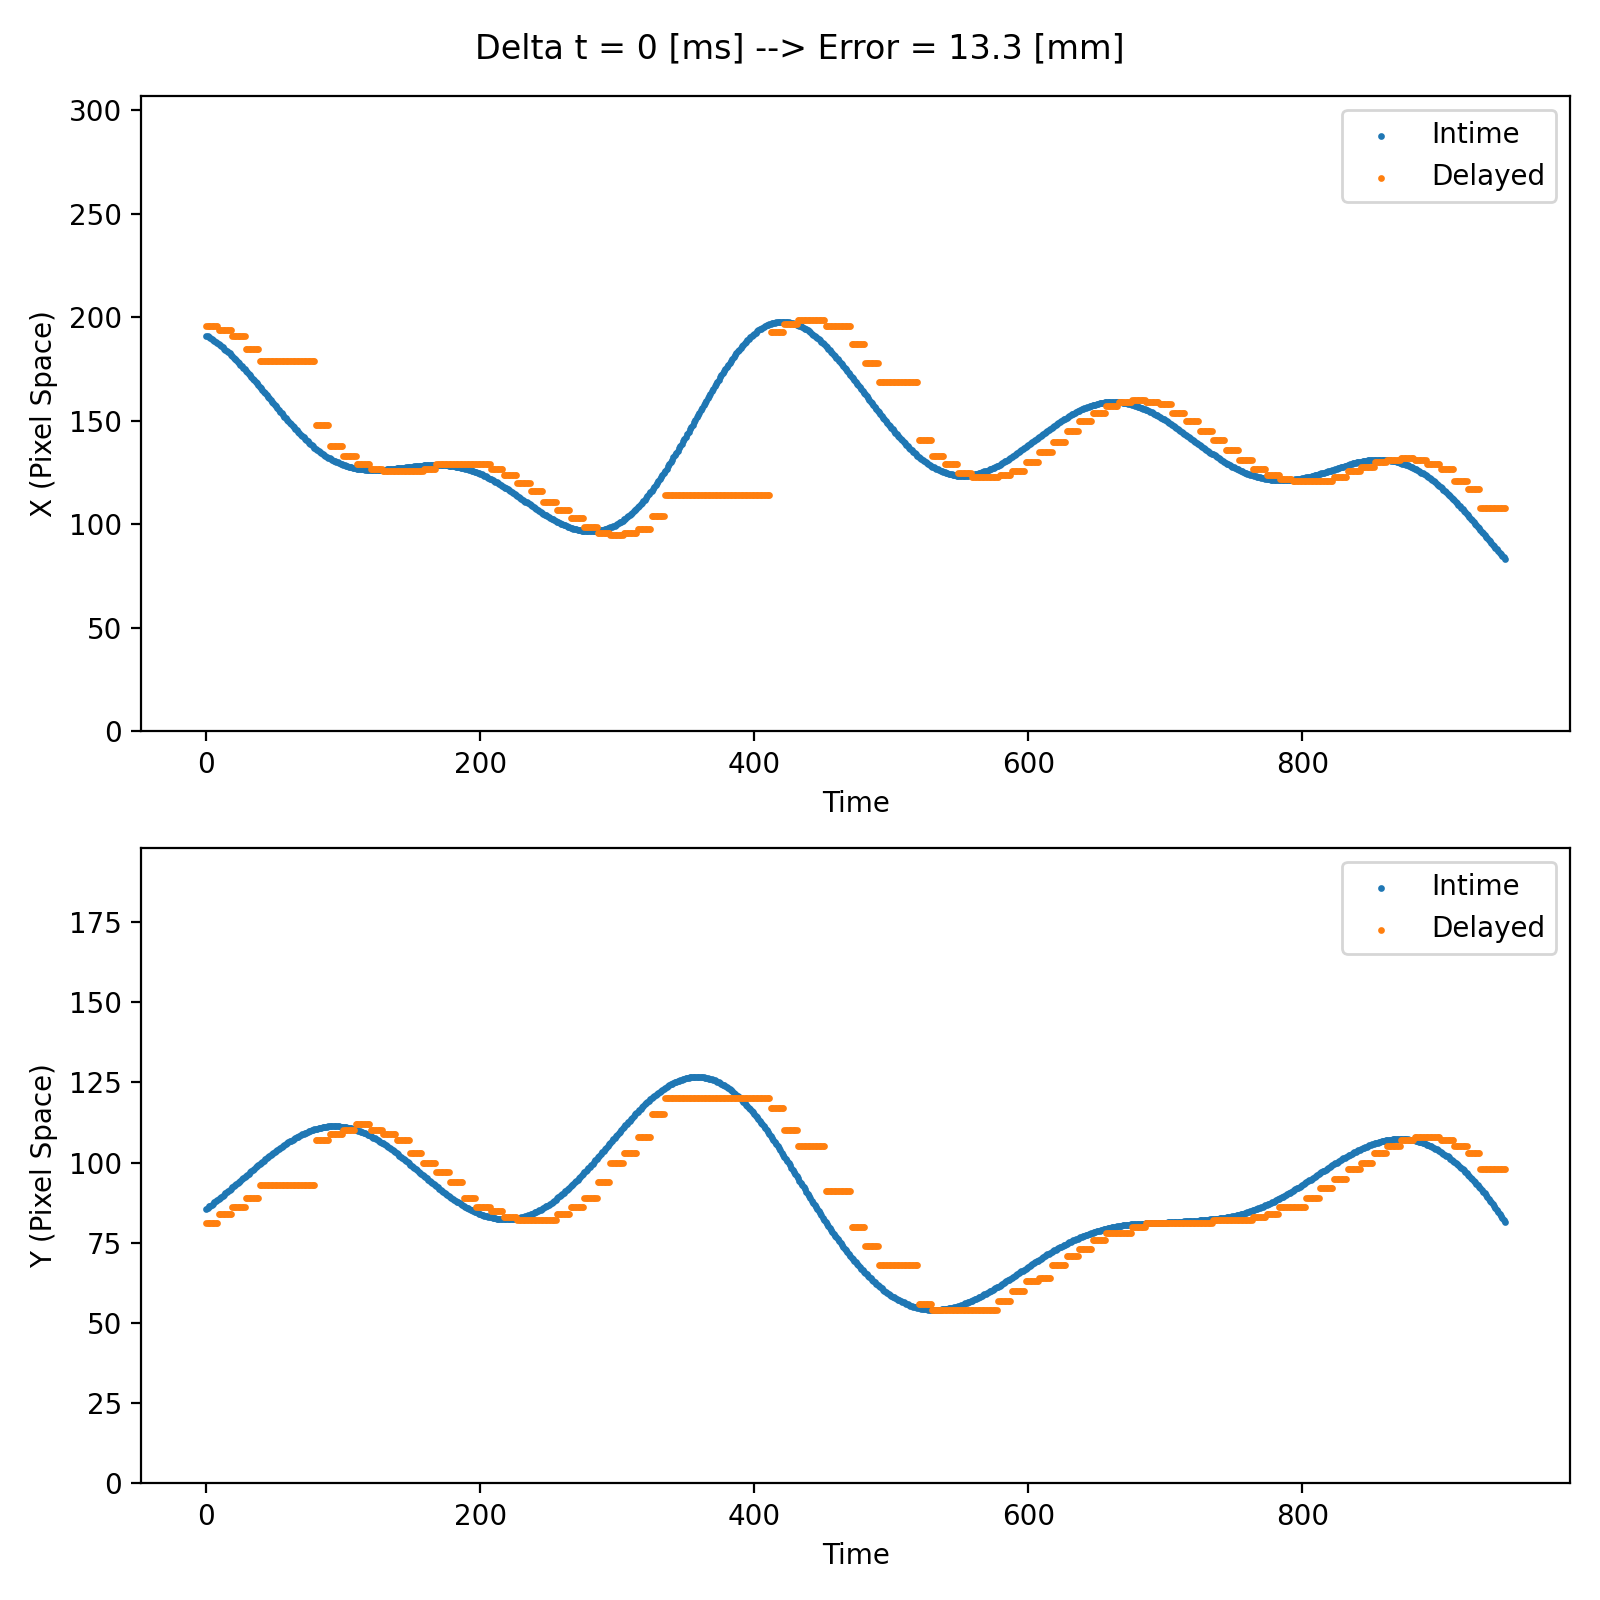 Delta t = 0 [ms] --> Error = 13.3 [mm]
300
250
200
150
100
50
0
X (Pixel Space)
Intime
Delayed
0 200 400 600 800
Time
175
150
125
100
75
50
25
0
Y (Pixel Space)
Intime
Delayed
0 200 400 600 800
Time